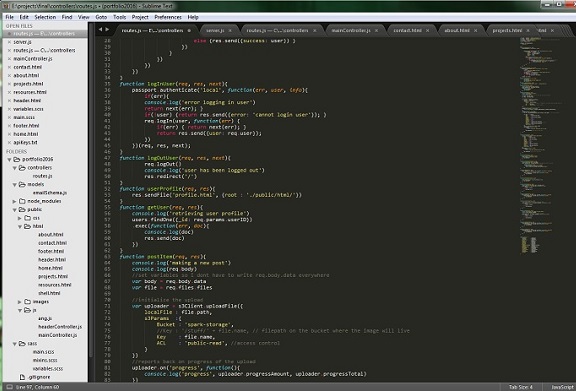 E:\projects\final\controllers\routes.js • (portfolio2016) - Sublime Text
File Edit Selection Find View Goto Tools Project Preferences Help
OPEN FILES
routes.js — E:\...\controllers
server.js
routes.js — E:\...\controllers
mainController.js
contact.html
about.html
projects.html
resources.html
header.html
variables.scss
main.scss
footer.html
home.html
apiKeys.txt
FOLDERS
portfolio2016
controllers
routes.js
models
emailSchema.js
node_modules
public
css
html
about.html
contact.html
footer.html
header.html
home.html
projects.html
resources.html
shell.html
images
js
ang.js
headerController.js
mainController.js
sass
main.scss
mixins.scss
variables.scss
.gitignore
routes.js — E:\...\controllers
server.js
routes.js — E:\...\controllers
mainController.js
contact.html
about.html
projects.html
else {res.send({success: user}) }
})
}
})
})
}
function logInUser(req, res, next){
passport.authenticate('local', function(err, user, info){
if(err){
console.log('error logging in user')
return next(err); }
if(!user) {return res.send({error: 'cannot login user'}); }
req.logIn(user, function(err) {
if(err) { return next(err); }
return res.send({user: req.user});
})
})(req, res, next);
}
function logOutUser(req, res, next){
req.logOut()
console.log('user has been logged out')
res.redirect('/')
}
function userProfile(req, res){
res.sendFile('profile.html', {root : './public/html/'})
}
function getUser(req, res){
console.log('retrieving user profile')
users.findOne({_id: req.params.userID})
.exec(function(err, doc){
console.log(doc)
res.send(doc)
})
}
function postItem(req, res){
console.log('making a new post')
console.log(req.body)
//set variables so I dont have to write req.body.data everywhere
var body = req.body.data
var file = req.files.files
//initialize the upload
var uploader = s3Client.uploadFile({
localFile : file.path,
s3Params :{
Bucket : 'spark-storage',
Key : file.name,
ACL : 'public-read', //access control
}
})
//reports back on progress of the upload
uploader.on('progress', function(){
console.log('progress', uploader.progressAmount, uploader.progressTotal)
})
Line 97, Column 60
Tab Size: 4
JavaScript